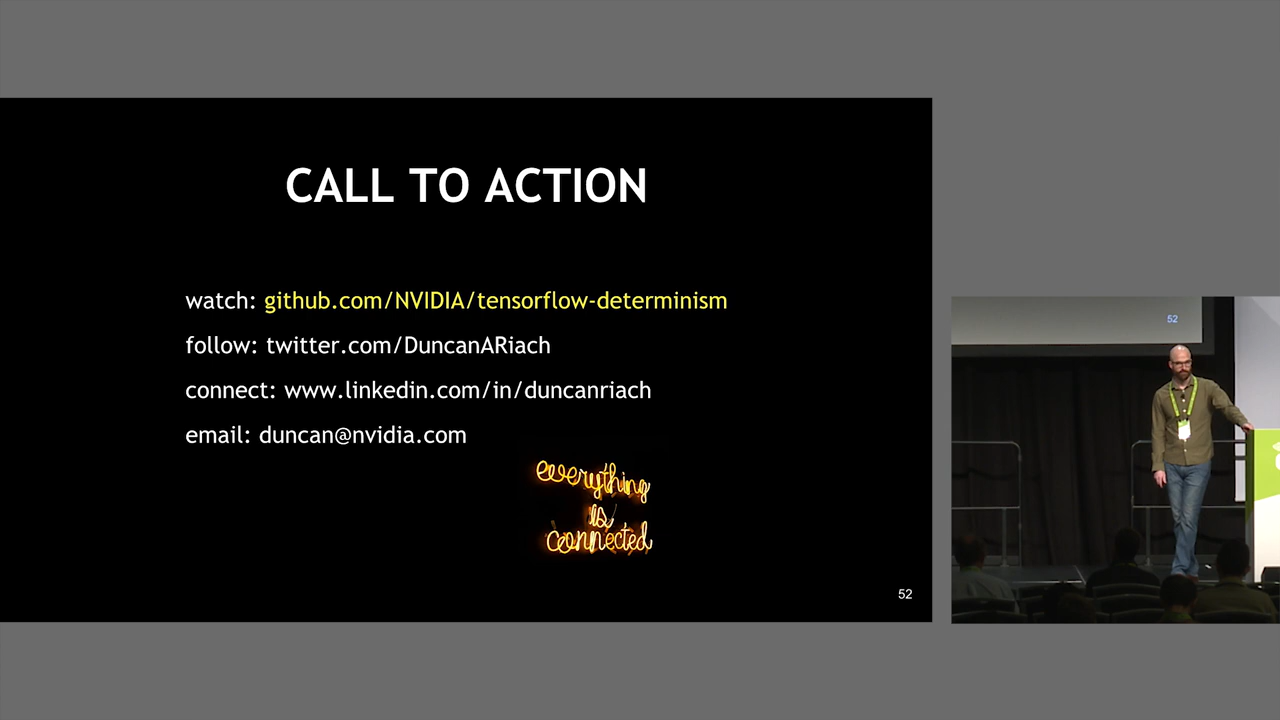 CALL TO ACTION
watch: github.com/NVIDIA/tensorflow-determinism
follow: twitter.com/DuncanARiach
connect: www.linkedin.com/in/duncanriach
email: duncan@nvidia.com
everything
is
connected
52
52